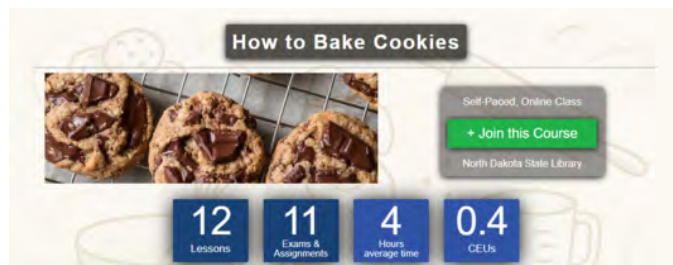 How to Bake Cookies
Self-Paced, Online Class
+ Join this Course
North Dakota State Library
12
Lessons
11
Exams &
Assignments
4
Hours
average time
0.4
CEUs